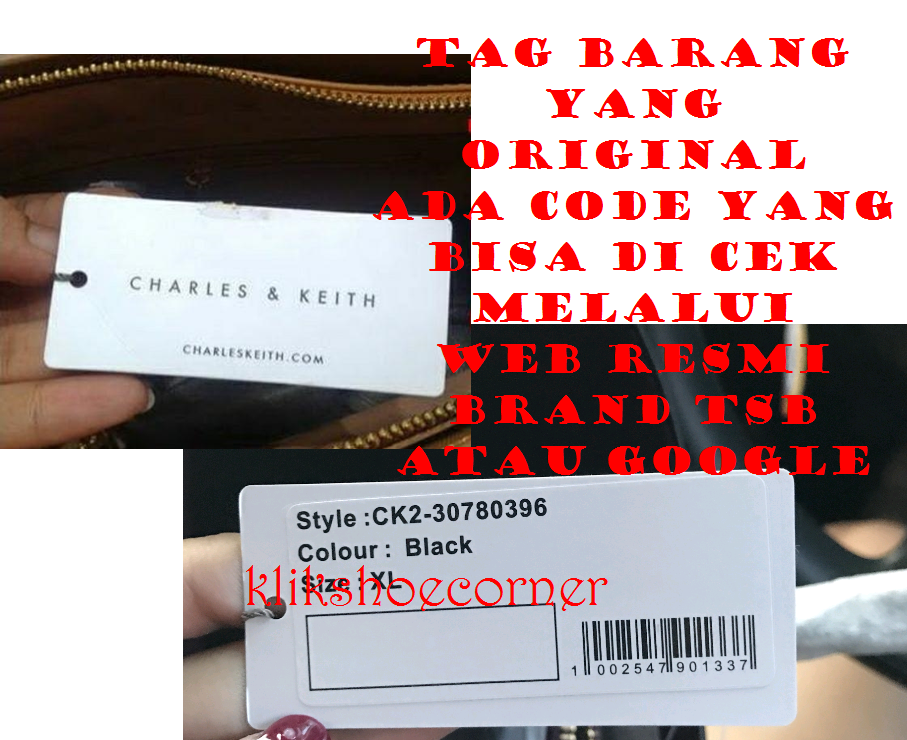 TAG BARANG
YANG
ORIGINAL
ADA CODE YANG
BISA DI CEK
MELALUI
WEB RESMI
BRAND TSB
ATAU GOOGLE
CHARLES & KEITH
CHARLESKEITH.COM
Style :CK2-30780396
Colour : Black
Size : XL
klikshoecorner
1 002547 901337